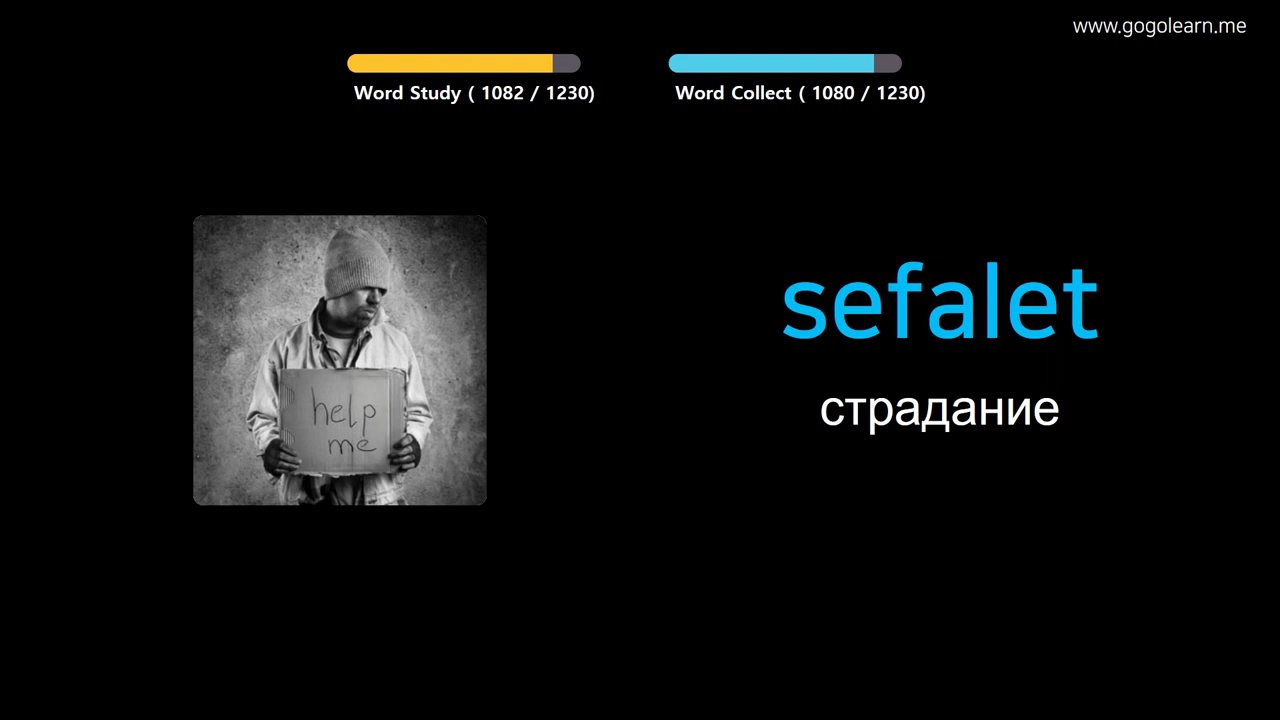 www.gogolearn.me
Word Study ( 1082 / 1230)
Word Collect ( 1080 / 1230)
sefalet
страдание
help
me